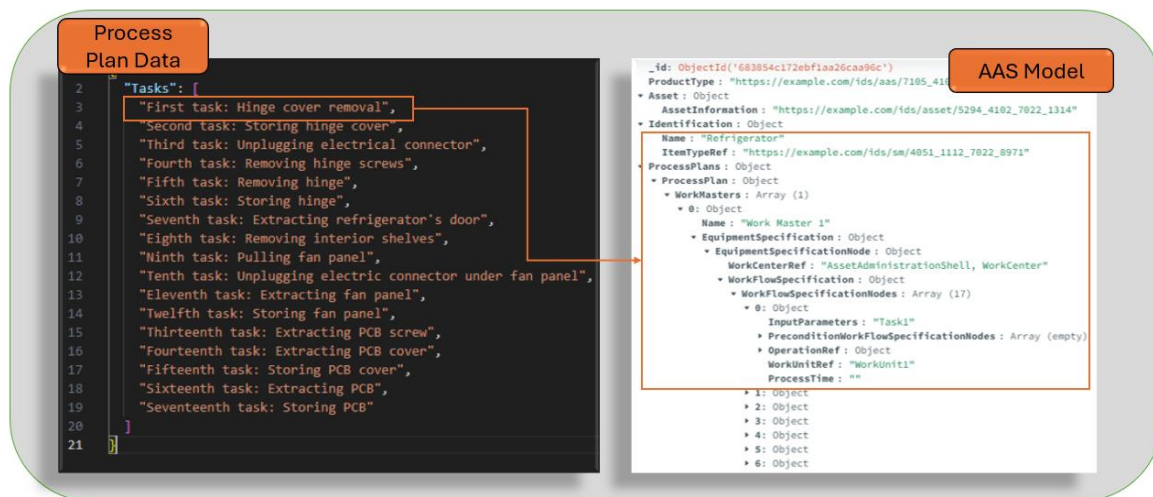 Process
Plan Data
2 "Tasks": [
3 "First task: Hinge cover removal",
4 "Second task: Storing hinge cover",
5 "Third task: Unplugging electrical connector",
6 "Fourth task: Removing hinge screws",
7 "Fifth task: Removing hinge",
8 "Sixth task: Storing hinge",
9 "Seventh task: Extracting refrigerator's door",
10 "Eighth task: Removing interior shelves",
11 "Ninth task: Pulling fan panel",
12 "Tenth task: Unplugging electric connector under fan panel",
13 "Eleventh task: Extracting fan panel",
14 "Twelfth task: Storing fan panel",
15 "Thirteenth task: Extracting PCB screw",
16 "Fourteenth task: Extracting PCB cover",
17 "Fifteenth task: Storing PCB cover",
18 "Sixteenth task: Extracting PCB",
19 "Seventeenth task: Storing PCB"
20 ]
21 }
AAS Model
_id: ObjectId('683854c172ebf1aa26caa96c')
ProductType : "https://example.com/ids/aas/7105_410
Asset : Object
AssetInformation : "https://example.com/ids/asset/5294_4102_7022_1314"
Identification : Object
Name : "Refrigerator"
ItemTypeRef : "https://example.com/ids/sm/4051_1112_7022_8971"
ProcessPlans : Object
ProcessPlan : Object
WorkMasters : Array (1)
0: Object
Name : "Work Master 1"
EquipmentSpecification : Object
EquipmentSpecificationNode : Object
WorkCenterRef : "AssetAdministrationShell, WorkCenter"
WorkFlowSpecification : Object
WorkFlowSpecificationNodes : Array (17)
0: Object
InputParameters : "Task1"
PreconditionWorkFlowSpecificationNodes : Array (empty)
OperationRef : Object
WorkUnitRef : "WorkUnit1"
ProcessTime : ""
1: Object
2: Object
3: Object
4: Object
5: Object
6: Object